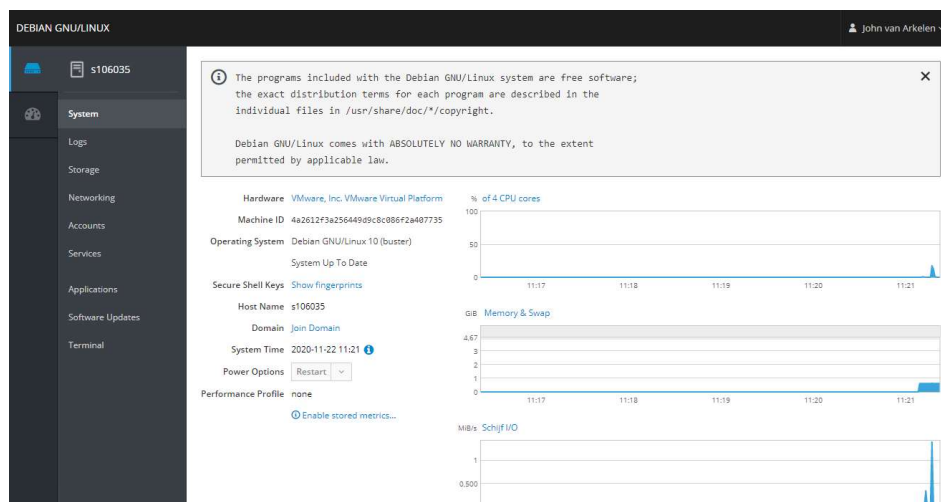 DEBIAN GNU/LINUX
John van Arkelen
s106035
System
Logs
Storage
Networking
Accounts
Services
Applications
Software Updates
Terminal
The programs included with the Debian GNU/Linux system are free software;
the exact distribution terms for each program are described in the
individual files in /usr/share/doc/*/copyright.
Debian GNU/Linux comes with ABSOLUTELY NO WARRANTY, to the extent
permitted by applicable law.
Hardware VMware, Inc. VMware Virtual Platform
Machine ID 4a2612f3a256449d9c8c086f2a407735
Operating System Debian GNU/Linux 10 (buster)
System Up To Date
Secure Shell Keys Show fingerprints
Host Name s106035
Domain Join Domain
System Time 2020-11-22 11:21
Power Options Restart
Performance Profile none
Enable stored metrics...
% of 4 CPU cores
100
50
0
11:17 11:18 11:19 11:20 11:21
GiB Memory & Swap
4.67
3
2
1
0
11:17 11:18 11:19 11:20 11:21
MiB/s Schijf I/O
1
0.500